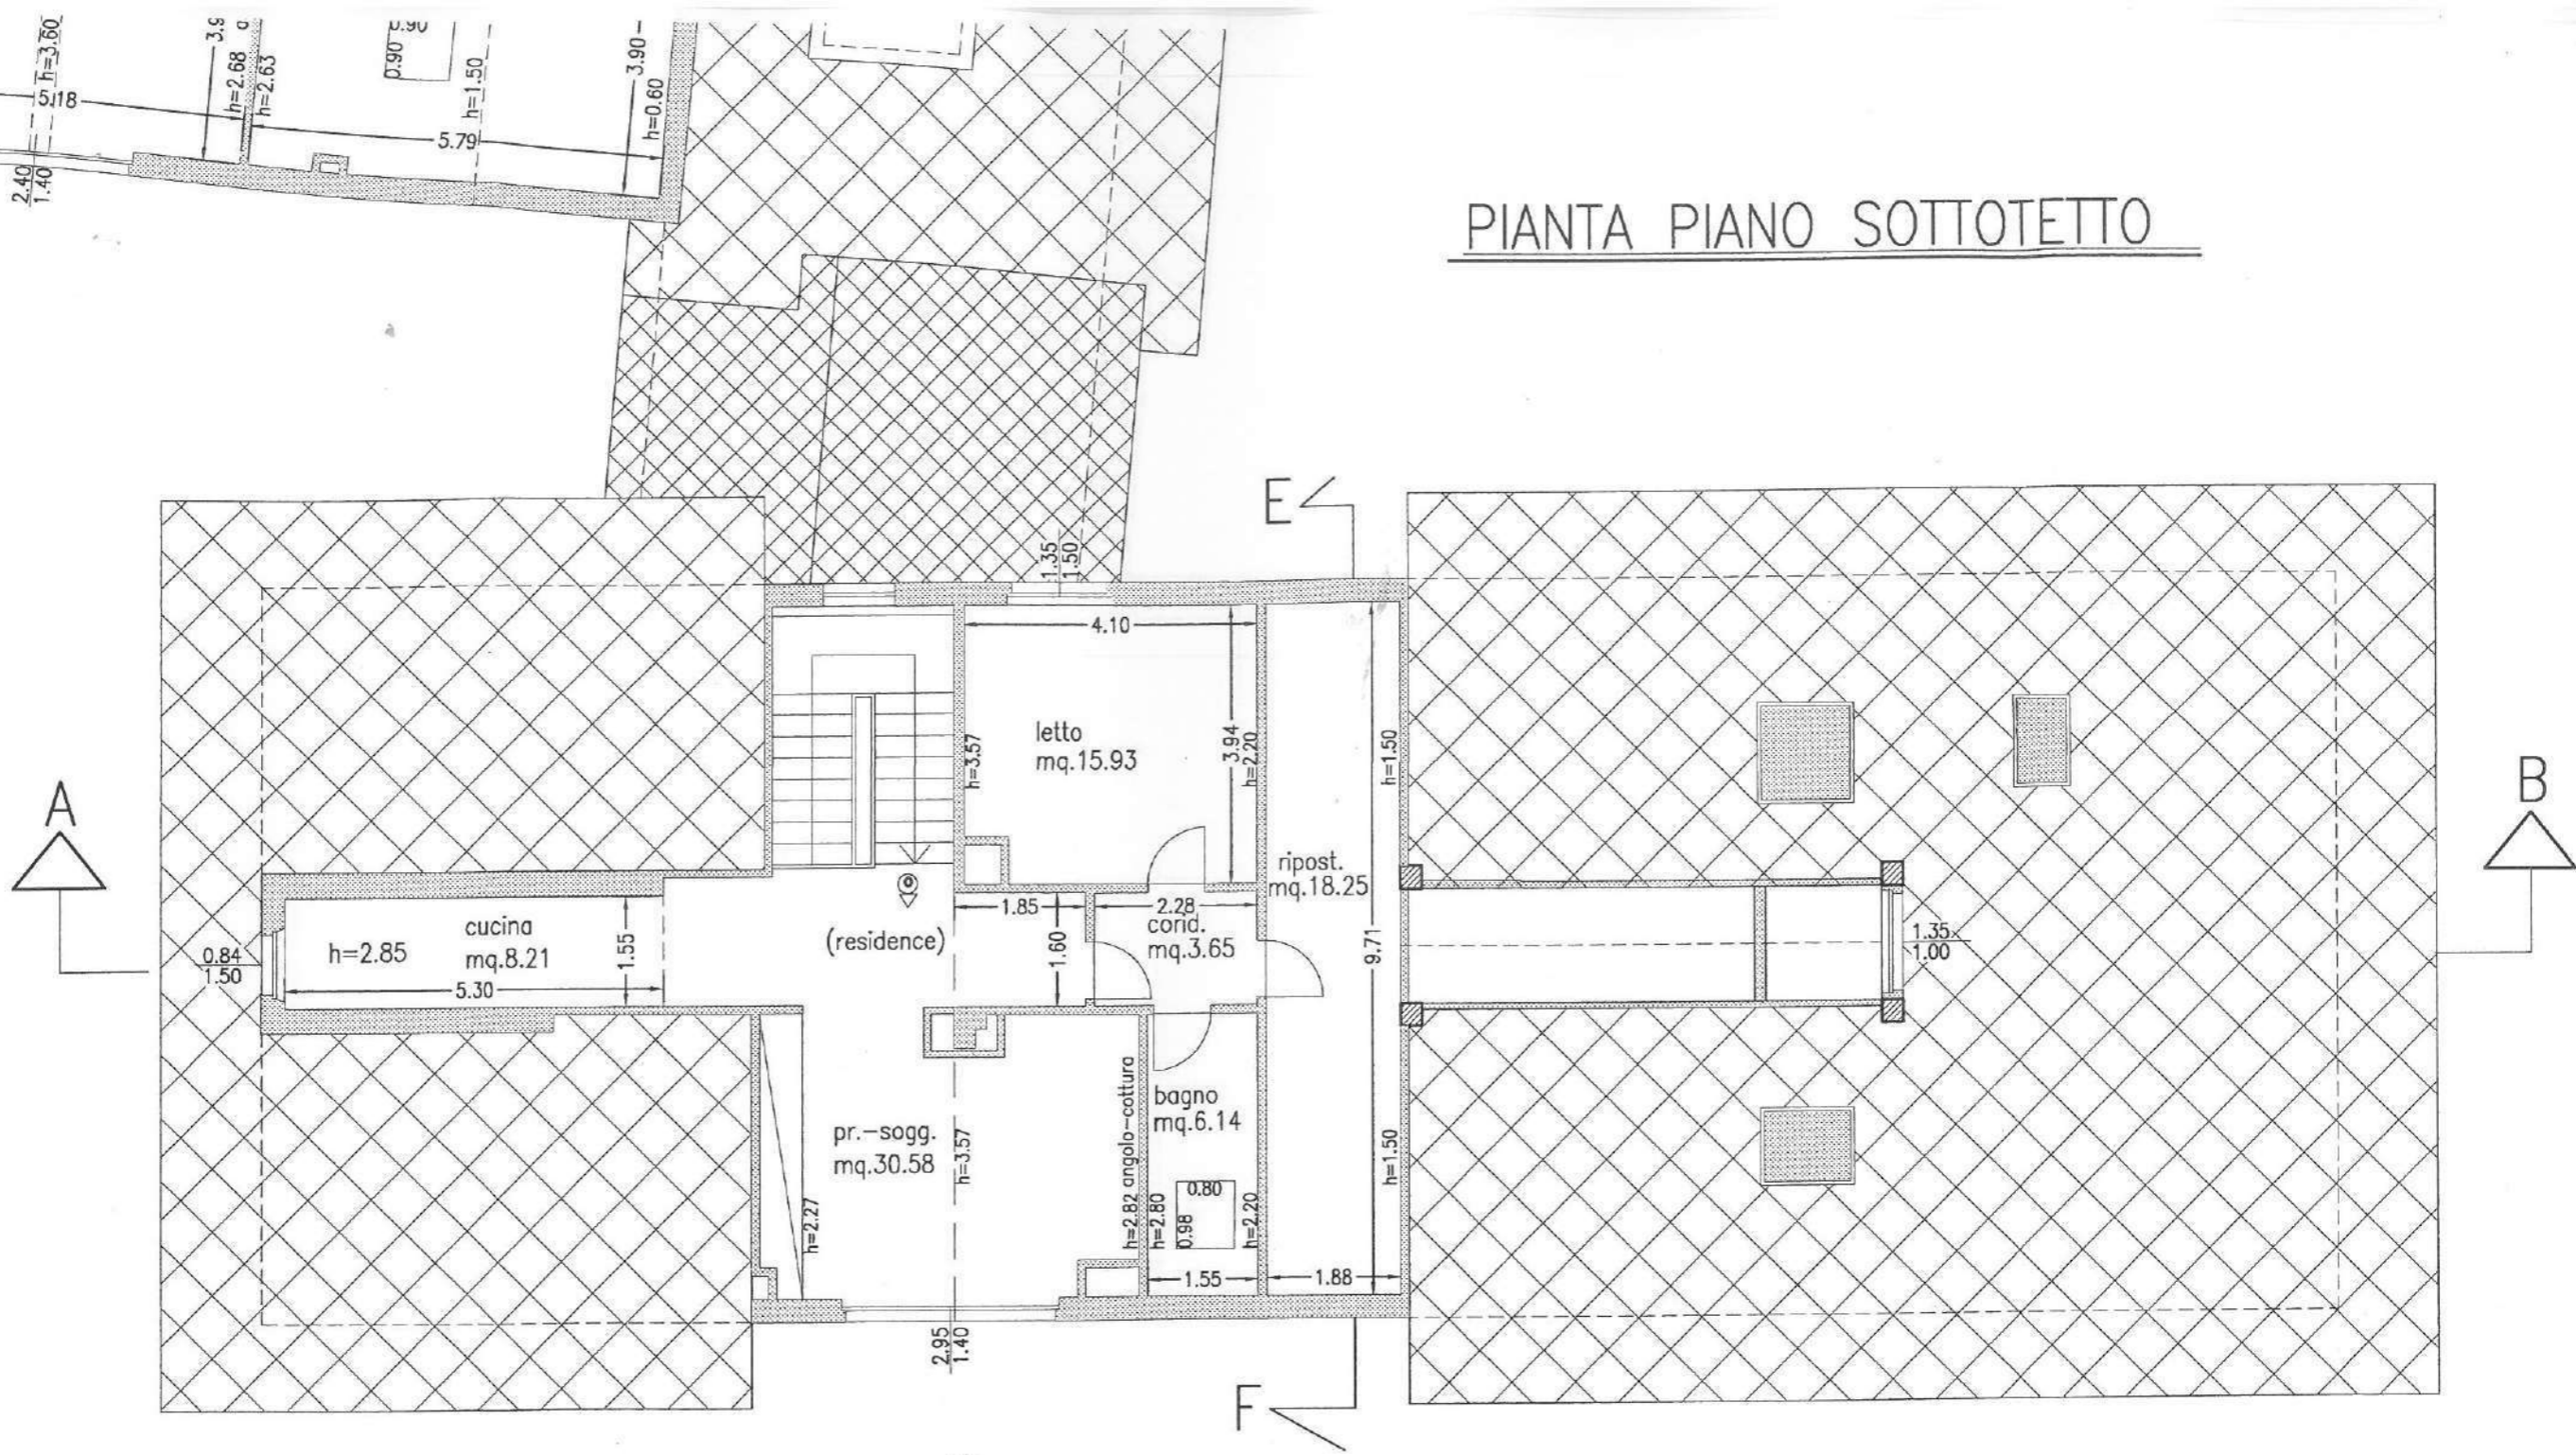 h=3.60
5.18
2.40
1.40
3.9
h=2.68
h=2.63
0.90
0.90
h=1.50
5.79
3.90
h=0.60
PIANTA PIANO SOTTOTETTO
E
1.35
1.50
4.10
h=3.57
letto
mq.15.93
3.94
h=2.20
h=1.50
A
B
ripost.
mq.18.25
cucina
mq.8.21
h=2.85
0.84
1.50
5.30
1.55
(residence)
1.85
1.60
2.28
corid.
mq.3.65
9.71
1.35
1.00
pr.-sogg.
mq.30.58
h=2.27
h=3.57
h=2.82 angolo-cottura
bagno
mq.6.14
h=2.80
0.80
0.98
h=2.20
h=1.50
1.55
1.88
2.95
1.40
F